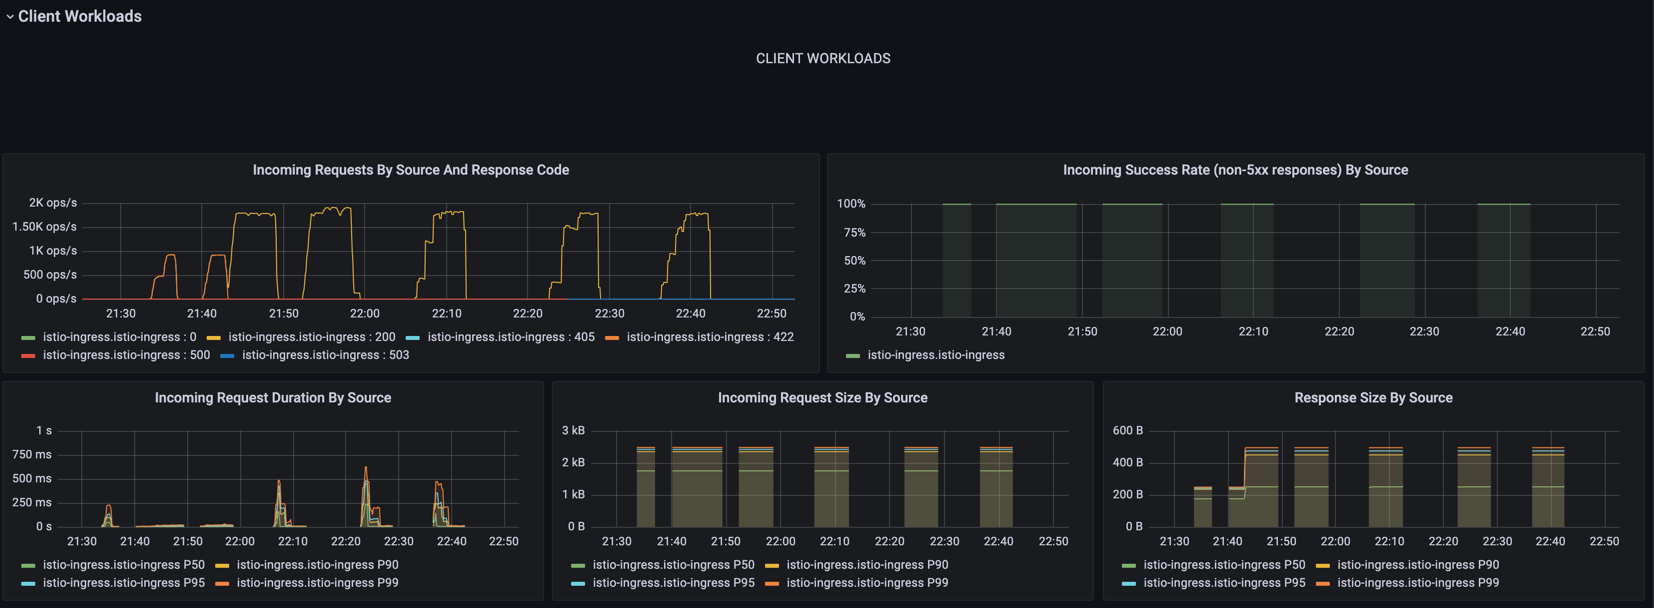 Client Workloads
CLIENT WORKLOADS
Incoming Requests By Source And Response Code
2K ops/s
1.50K ops/s
1K ops/s
500 ops/s
0 ops/s
21:30 21:40 21:50 22:00 22:10 22:20 22:30 22:40 22:50
istio-ingress.istio-ingress : 0 istio-ingress.istio-ingress : 200 istio-ingress.istio-ingress : 405 istio-ingress.istio-ingress : 422
istio-ingress.istio-ingress : 500 istio-ingress.istio-ingress : 503
Incoming Success Rate (non-5xx responses) By Source
100%
75%
50%
25%
0%
21:30 21:40 21:50 22:00 22:10 22:20 22:30 22:40 22:50
istio-ingress.istio-ingress
Incoming Request Duration By Source
1 s
750 ms
500 ms
250 ms
0 s
21:30 21:40 21:50 22:00 22:10 22:20 22:30 22:40 22:50
istio-ingress.istio-ingress P50 istio-ingress.istio-ingress P90
istio-ingress.istio-ingress P95 istio-ingress.istio-ingress P99
Incoming Request Size By Source
3 kB
2 kB
1 kB
0 B
21:30 21:40 21:50 22:00 22:10 22:20 22:30 22:40 22:50
istio-ingress.istio-ingress P50 istio-ingress.istio-ingress P90
istio-ingress.istio-ingress P95 istio-ingress.istio-ingress P99
Response Size By Source
600 B
400 B
200 B
0 B
21:30 21:40 21:50 22:00 22:10 22:20 22:30 22:40 22:50
istio-ingress.istio-ingress P50 istio-ingress.istio-ingress P90
istio-ingress.istio-ingress P95 istio-ingress.istio-ingress P99